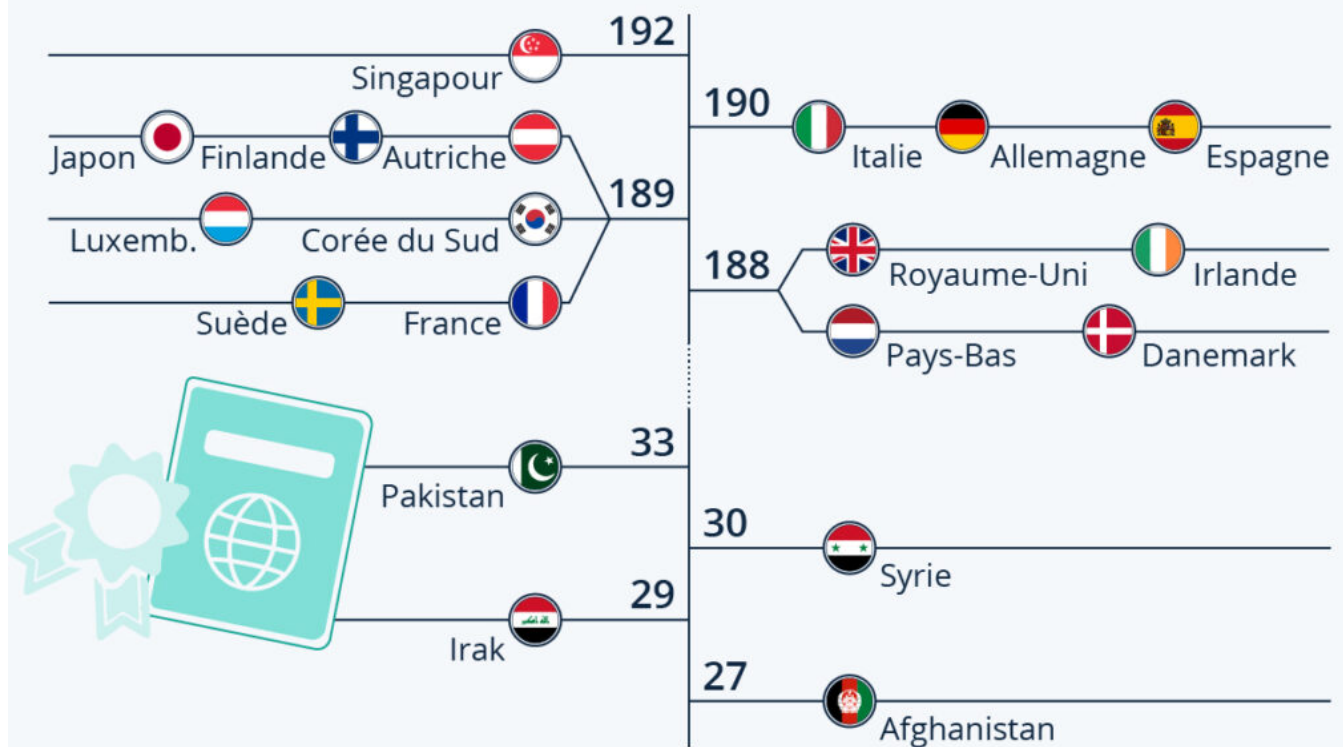 192
Singapour
190
Italie Allemagne Espagne
Japon Finlande Autriche
189
Luxemb. Corée du Sud
188
Royaume-Uni Irlande
Suède France
Pays-Bas Danemark
33
Pakistan
30
Syrie
29
Irak
27
Afghanistan